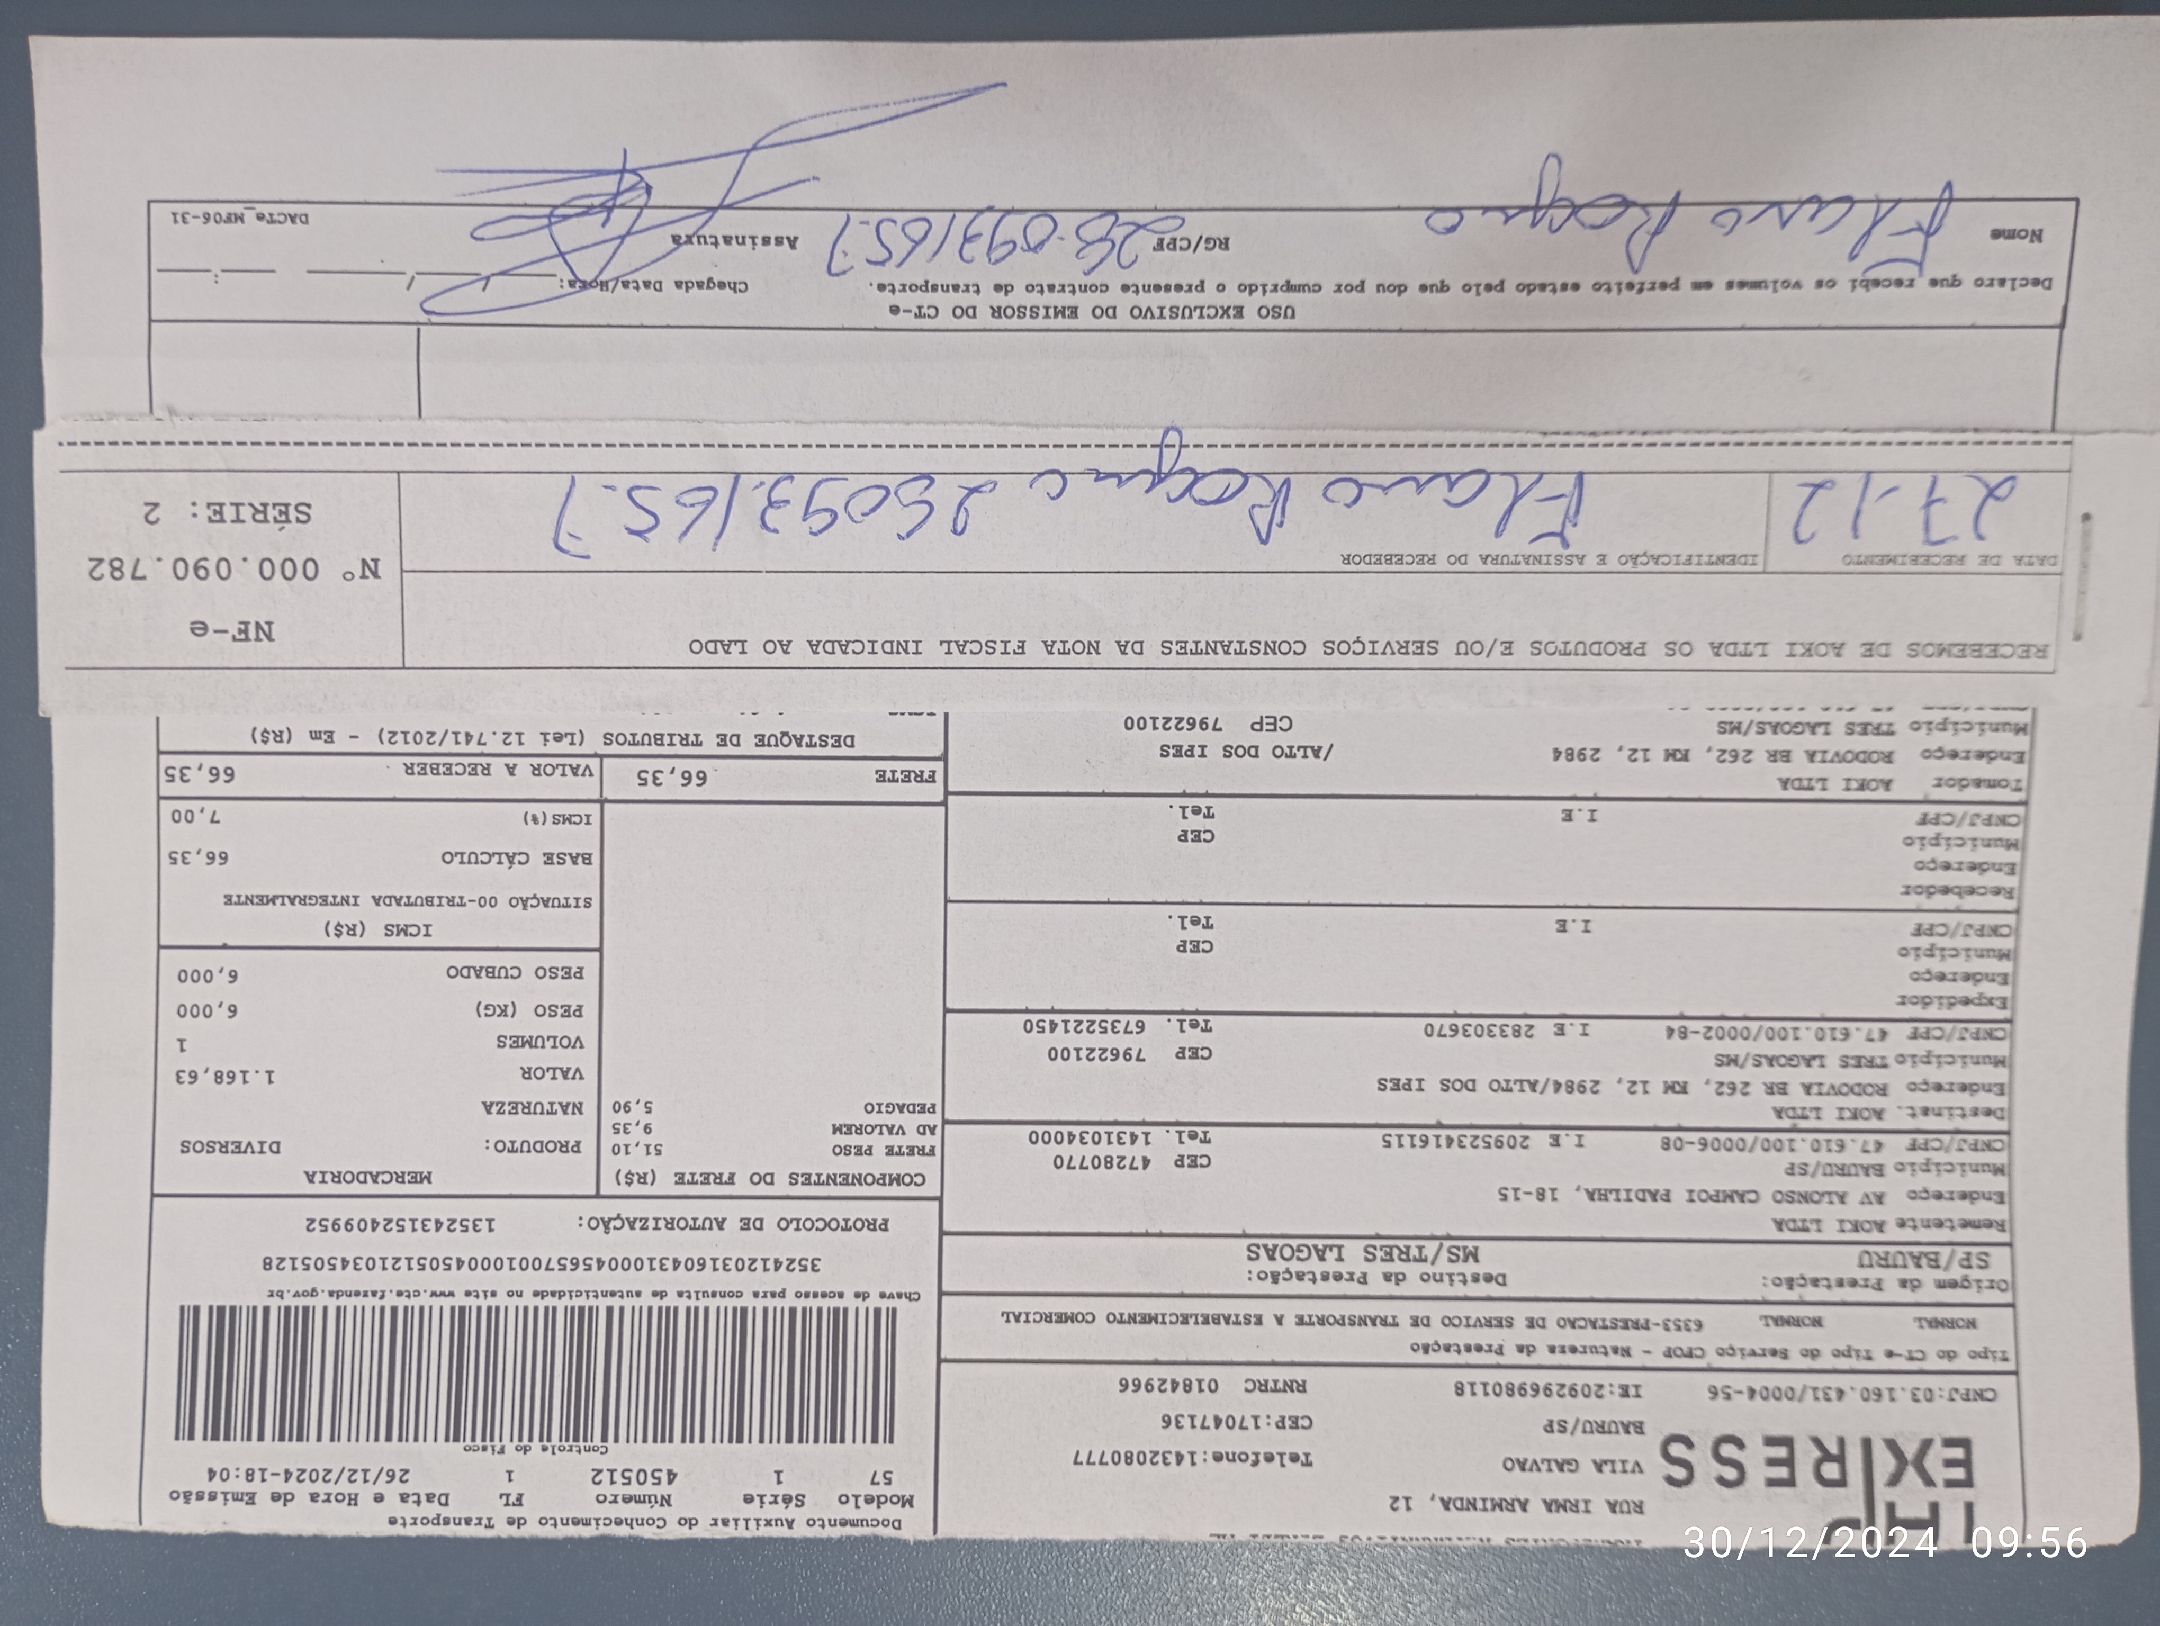 EXPRESS
RUA IRMA ARMINDA, 12
VILA GALVAO Telefone:1432080777
BAURU/SP CEP:17047136
CNPJ:03.160.431/0004-56 IE:209296980118 RNTRC 01842966
Tipo do CT-e Tipo do Serviço CFOP - Natureza da Prestação
NORMAL NORMAL 6353-PRESTACAO DE SERVICO DE TRANSPORTE A ESTABELECIMENTO COMERCIAL
Origem da Prestação: Destino da Prestação:
SP/BAURU MS/TRES LAGOAS
Remetente AOKI LTDA
Endereço AV ALONSO CAMPOI PADILHA, 18-15
Município BAURU/SP CEP 47280770
CNPJ/CPF 47.610.100/0006-08 I.E 209523416115 Tel. 1431034000
Destinat. AOKI LTDA
Endereço RODOVIA BR 262, KM 12, 2984/ALTO DOS IPES
Município TRES LAGOAS/MS CEP 79622100
CNPJ/CPF 47.610.100/0002-84 I.E 283303670 Tel. 6735221450
Expedidor
Endereço
Município CEP
CNPJ/CPF I.E Tel.
Recebedor
Endereço
Município CEP
CNPJ/CPF I.E Tel.
Tomador AOKI LTDA
Endereço RODOVIA BR 262, KM 12, 2984 /ALTO DOS IPES
Município TRES LAGOAS/MS CEP 79622100
Documento Auxiliar do Conhecimento de Transporte
Modelo Série Número FL Data e Hora de Emissão
57 1 450512 1 26/12/2024-18:04
Controle do Fisco
Chave de acesso para consulta de autenticidade no site www.cte.fazenda.gov.br
35241203160431000456570010004505121034505128
PROTOCOLO DE AUTORIZAÇÃO: 135243152409952
COMPONENTES DO FRETE (R$)
FRETE PESO 51,10
AD VALOREM 9,35
PEDAGIO 5,90
MERCADORIA
PRODUTO: DIVERSOS
NATUREZA
VALOR 1.168,63
VOLUMES 1
PESO (KG) 6,000
PESO CUBADO 6,000
ICMS (R$)
SITUAÇÃO 00-TRIBUTADA INTEGRALMENTE
BASE CÁLCULO 66,35
ICMS(%) 7,00
FRETE 66,35 VALOR A RECEBER 66,35
DESTAQUE DE TRIBUTOS (Lei 12.741/2012) - Em (R$)
RECEBEMOS DE AOKI LTDA OS PRODUTOS E/OU SERVIÇOS CONSTANTES DA NOTA FISCAL INDICADA AO LADO
NF-e
Nº 000.090.782
SÉRIE: 2
DATA DE RECEBIMENTO IDENTIFICAÇÃO E ASSINATURA DO RECEBEDOR
27-12 Flavio Roque
USO EXCLUSIVO DO EMISSOR DO CT-e
Declaro que recebi os volumes em perfeito estado pelo que dou por cumprido o presente contrato de transporte. Chegada Data/Hora:
Nome Flavio Roque RG/CPF Assinatura
DACTe_MF06-31
30/12/2024 09:56